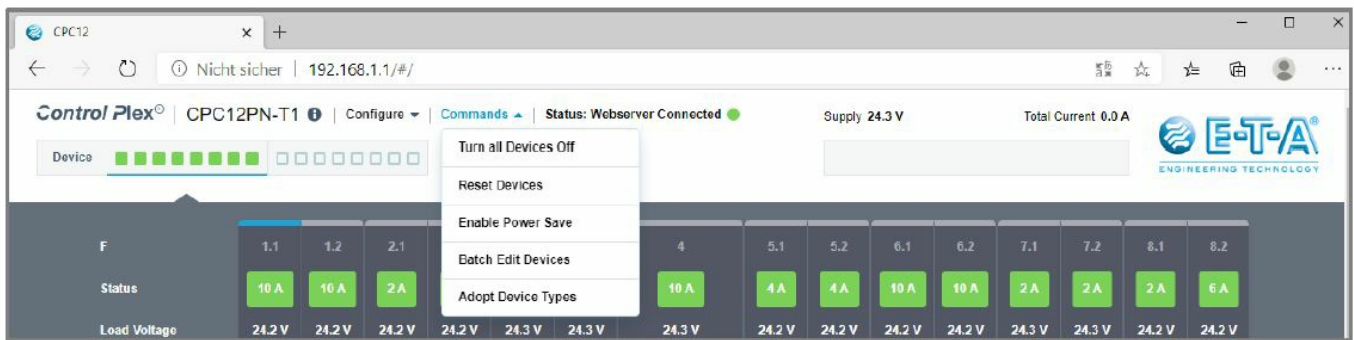 CPC12
Nicht sicher | 192.168.1.1/#/
Control Plex® | CPC12PN-T1 | Configure | Commands | Status: Webserver Connected Supply 24.3 V Total Current 0.0 A
E-T-A®
ENGINEERING TECHNOLOGY
Device
Turn all Devices Off
Reset Devices
Enable Power Save
Batch Edit Devices
Adopt Device Types
F 1.1 1.2 2.1 4 5.1 5.2 6.1 6.2 7.1 7.2 8.1 8.2
Status 10 A 10 A 2 A 10 A 4 A 4 A 10 A 10 A 2 A 2 A 2 A 6 A
Load Voltage 24.2 V 24.2 V 24.2 V 24.2 V 24.3 V 24.3 V 24.3 V 24.2 V 24.2 V 24.2 V 24.2 V 24.3 V 24.3 V 24.2 V 24.2 V